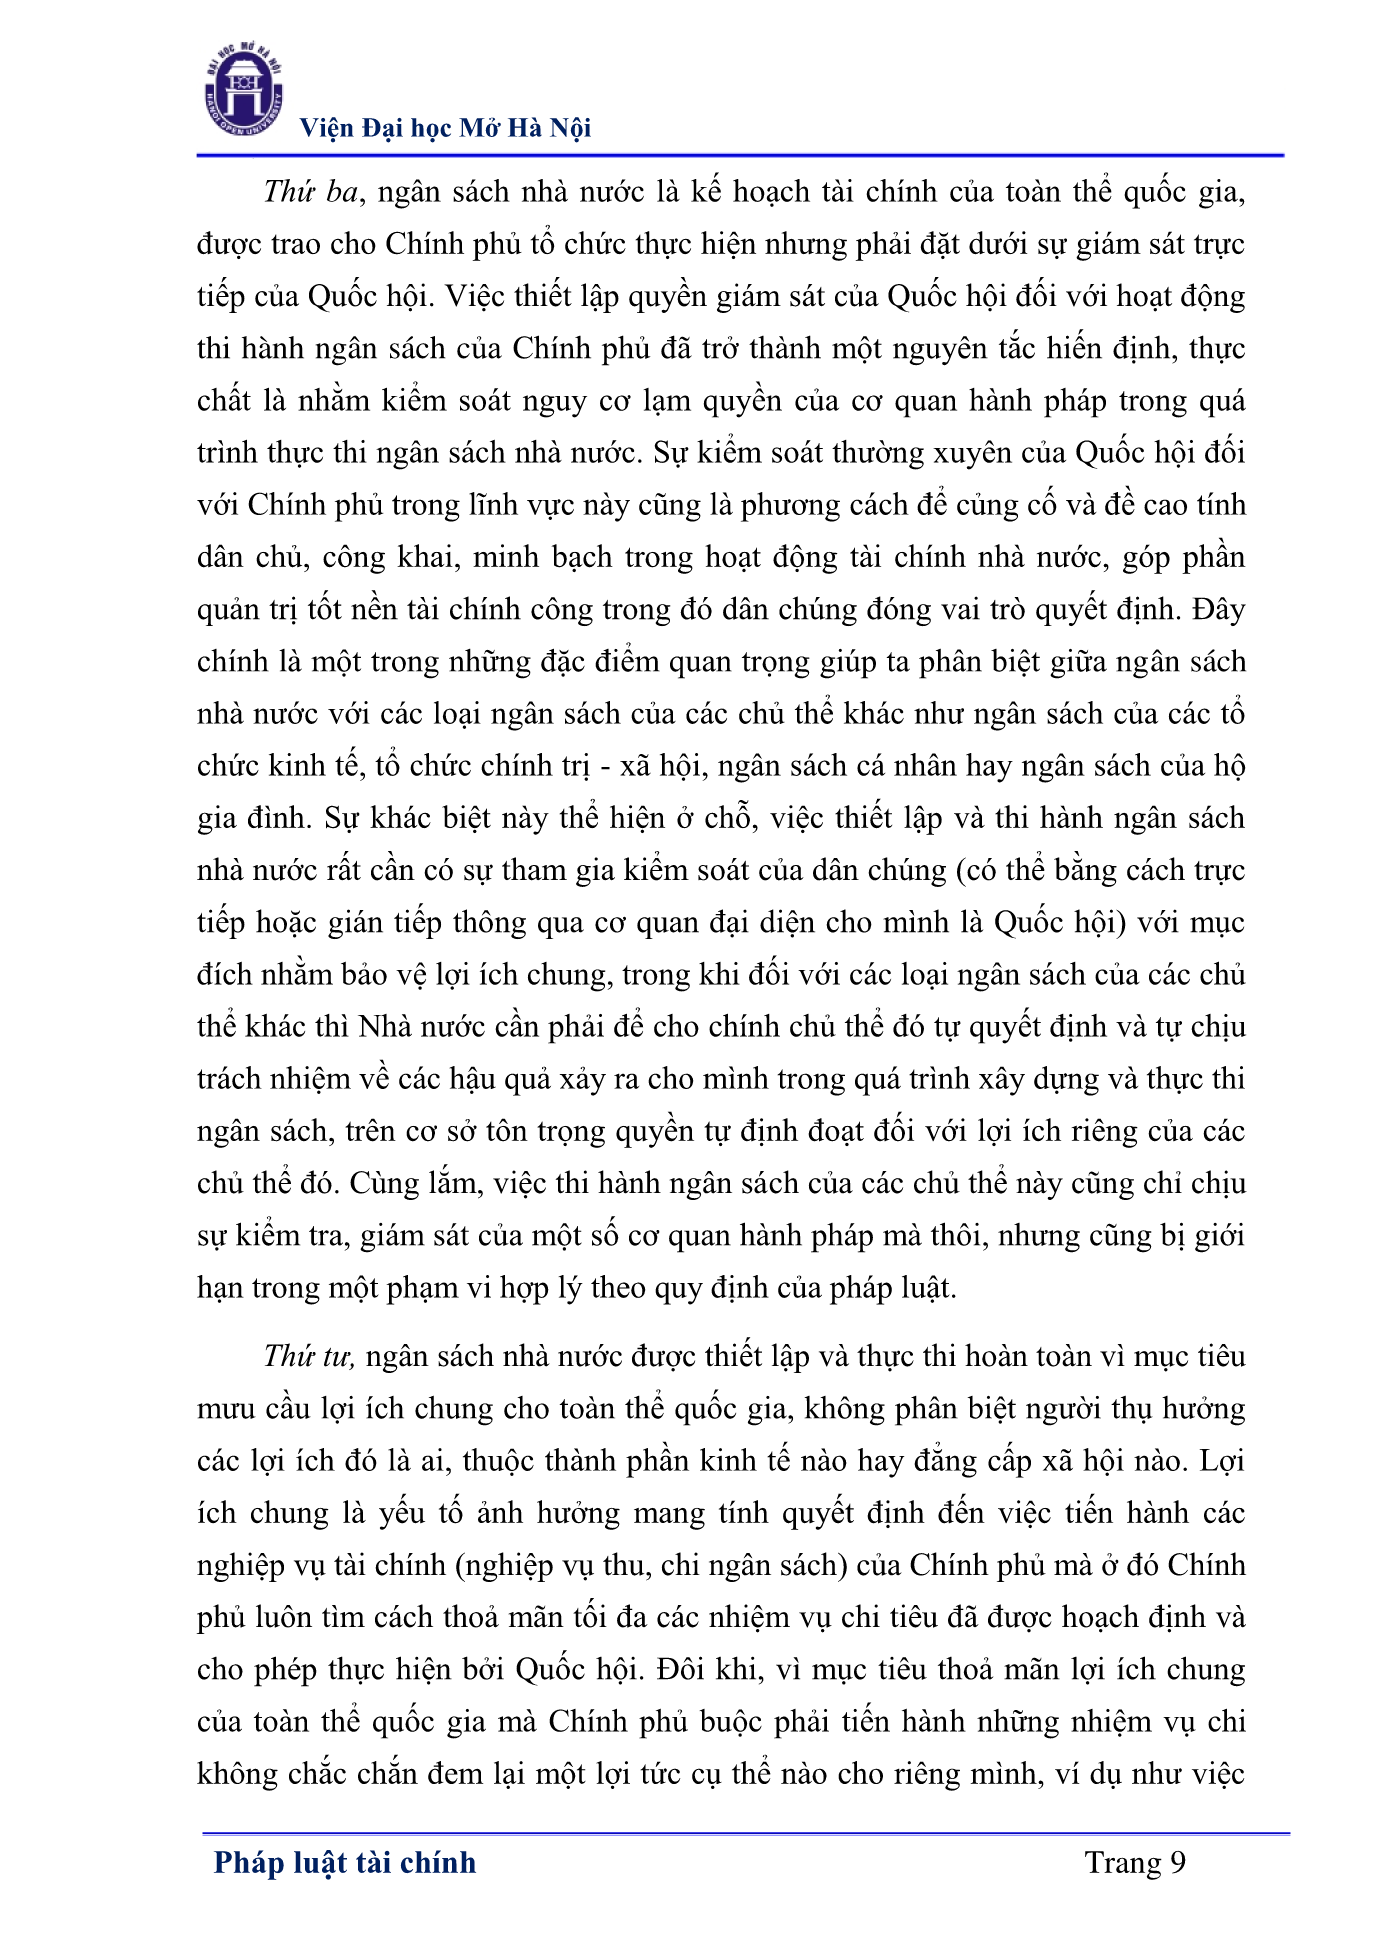 ĐẠI HỌC MỞ HÀ NỘI
HANOI OPEN UNIVERSITY
Viện Đại học Mở Hà Nội
Thứ ba, ngân sách nhà nước là kế hoạch tài chính của toàn thể quốc gia,
được trao cho Chính phủ tổ chức thực hiện nhưng phải đặt dưới sự giám sát trực
tiếp của Quốc hội. Việc thiết lập quyền giám sát của Quốc hội đối với hoạt động
thi hành ngân sách của Chính phủ đã trở thành một nguyên tắc hiến định, thực
chất là nhằm kiểm soát nguy cơ lạm quyền của cơ quan hành pháp trong quá
trình thực thi ngân sách nhà nước. Sự kiểm soát thường xuyên của Quốc hội đối
với Chính phủ trong lĩnh vực này cũng là phương cách để củng cố và đề cao tính
dân chủ, công khai, minh bạch trong hoạt động tài chính nhà nước, góp phần
quản trị tốt nền tài chính công trong đó dân chúng đóng vai trò quyết định. Đây
chính là một trong những đặc điểm quan trọng giúp ta phân biệt giữa ngân sách
nhà nước với các loại ngân sách của các chủ thể khác như ngân sách của các tổ
chức kinh tế, tổ chức chính trị - xã hội, ngân sách cá nhân hay ngân sách của hộ
gia đình. Sự khác biệt này thể hiện ở chỗ, việc thiết lập và thi hành ngân sách
nhà nước rất cần có sự tham gia kiểm soát của dân chúng (có thể bằng cách trực
tiếp hoặc gián tiếp thông qua cơ quan đại diện cho mình là Quốc hội) với mục
đích nhằm bảo vệ lợi ích chung, trong khi đối với các loại ngân sách của các chủ
thể khác thì Nhà nước cần phải để cho chính chủ thể đó tự quyết định và tự chịu
trách nhiệm về các hậu quả xảy ra cho mình trong quá trình xây dựng và thực thi
ngân sách, trên cơ sở tôn trọng quyền tự định đoạt đối với lợi ích riêng của các
chủ thể đó. Cùng lắm, việc thi hành ngân sách của các chủ thể này cũng chỉ chịu
sự kiểm tra, giám sát của một số cơ quan hành pháp mà thôi, nhưng cũng bị giới
hạn trong một phạm vi hợp lý theo quy định của pháp luật.
Thứ tư, ngân sách nhà nước được thiết lập và thực thi hoàn toàn vì mục tiêu
mưu cầu lợi ích chung cho toàn thể quốc gia, không phân biệt người thụ hưởng
các lợi ích đó là ai, thuộc thành phần kinh tế nào hay đẳng cấp xã hội nào. Lợi
ích chung là yếu tố ảnh hưởng mang tính quyết định đến việc tiến hành các
nghiệp vụ tài chính (nghiệp vụ thu, chi ngân sách) của Chính phủ mà ở đó Chính
phủ luôn tìm cách thoả mãn tối đa các nhiệm vụ chi tiêu đã được hoạch định và
cho phép thực hiện bởi Quốc hội. Đôi khi, vì mục tiêu thoả mãn lợi ích chung
của toàn thể quốc gia mà Chính phủ buộc phải tiến hành những nhiệm vụ chi
không chắc chắn đem lại một lợi tức cụ thể nào cho riêng mình, ví dụ như việc
Pháp luật tài chính Trang 9